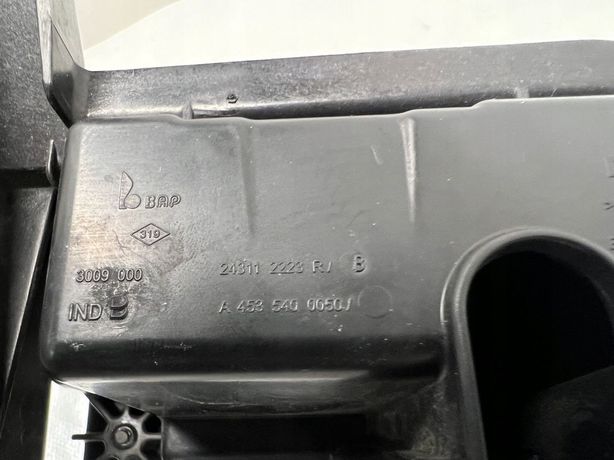 BAP
319
3009 000
24311 2223 R / B
IND B
A 453 540 0050 /